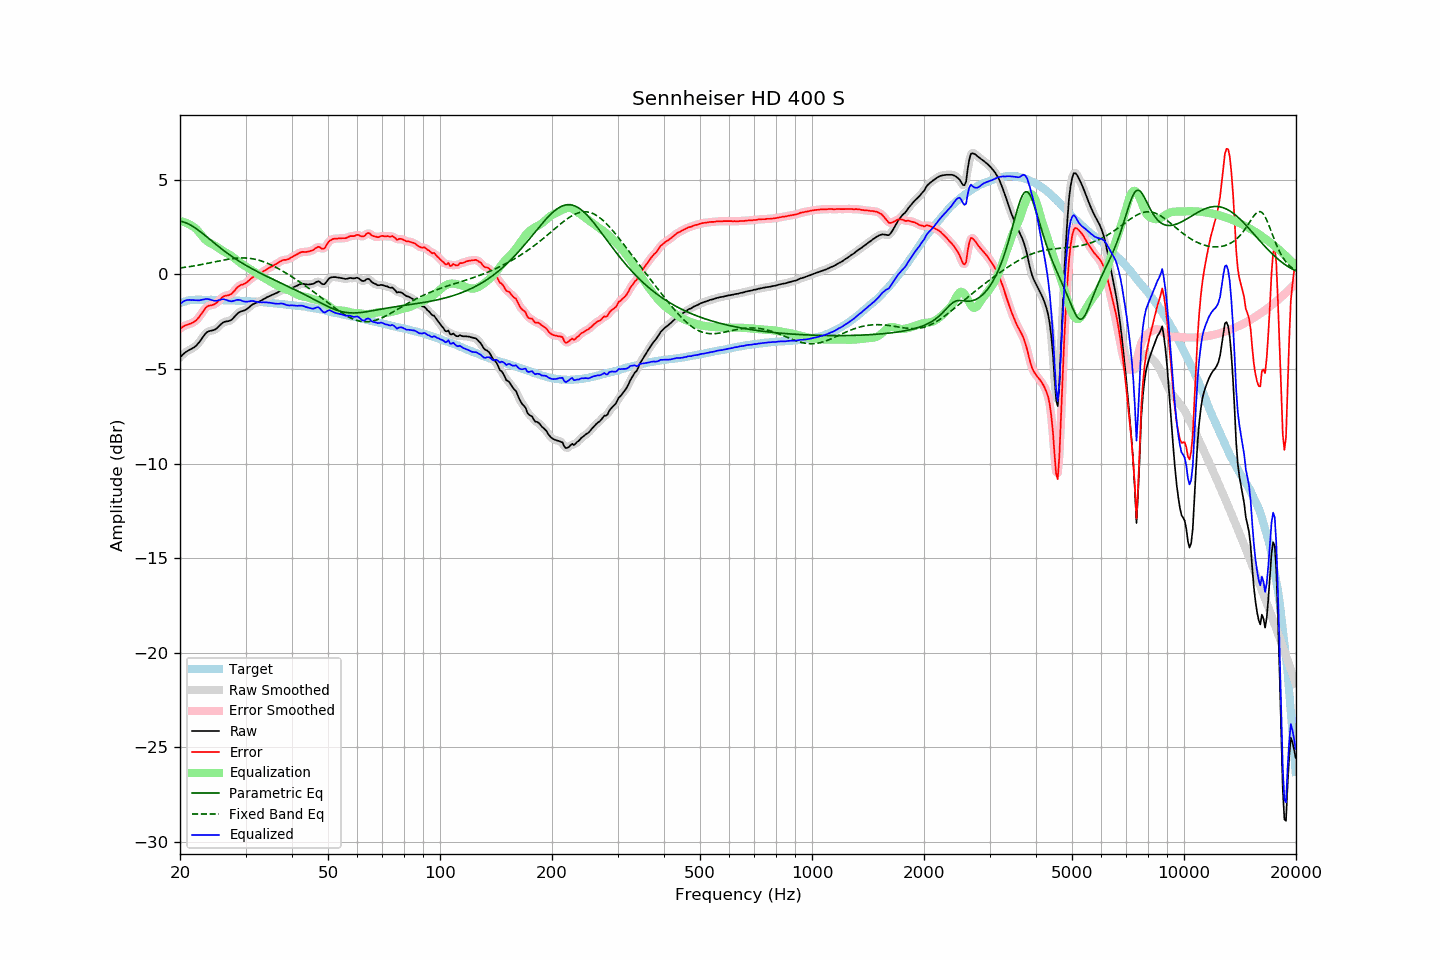 Sennheiser HD 400 S
Amplitude (dBr)
5
0
−5
−10
−15
−20
−25
−30
Target
Raw Smoothed
Error Smoothed
Raw
Error
Equalization
Parametric Eq
Fixed Band Eq
Equalized
20 50 100 200 500 1000 2000 5000 10000 20000
Frequency (Hz)